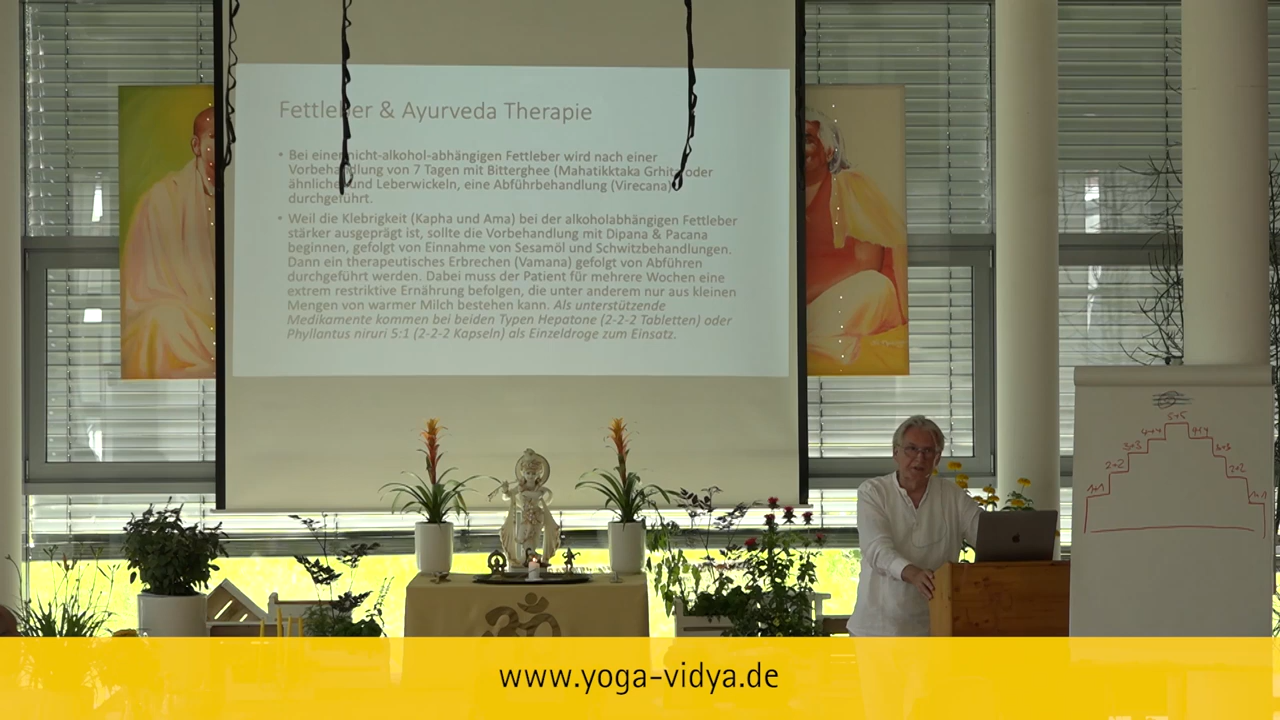 Fettleber & Ayurveda Therapie
• Bei einer nicht-alkohol-abhängigen Fettleber wird nach einer
Vorbehandlung von 7 Tagen mit Bitterghee (Mahatikktaka Grhita oder
ähnliche und Leberwickeln, eine Abführbehandlung (Virecana)
durchgeführt.
• Weil die Klebrigkeit (Kapha und Ama) bei der alkoholabhängigen Fettleber
stärker ausgeprägt ist, sollte die Vorbehandlung mit Dipana & Pacana
beginnen, gefolgt von Einnahme von Sesamöl und Schwitzbehandlungen.
Dann ein therapeutisches Erbrechen (Vamana) gefolgt von Abführen
durchgeführt werden. Dabei muss der Patient für mehrere Wochen eine
extrem restriktive Ernährung befolgen, die unter anderem nur aus kleinen
Mengen von warmer Milch bestehen kann. Als unterstützende
Medikamente kommen bei beiden Typen Hepatone (2-2-2 Tabletten) oder
Phyllantus niruri 5:1 (2-2-2 Kapseln) als Einzeldroge zum Einsatz.
5+5
4+4 4+4
3+3 3+3
2+2 2+2
1+1 1+1
ॐ
www.yoga-vidya.de